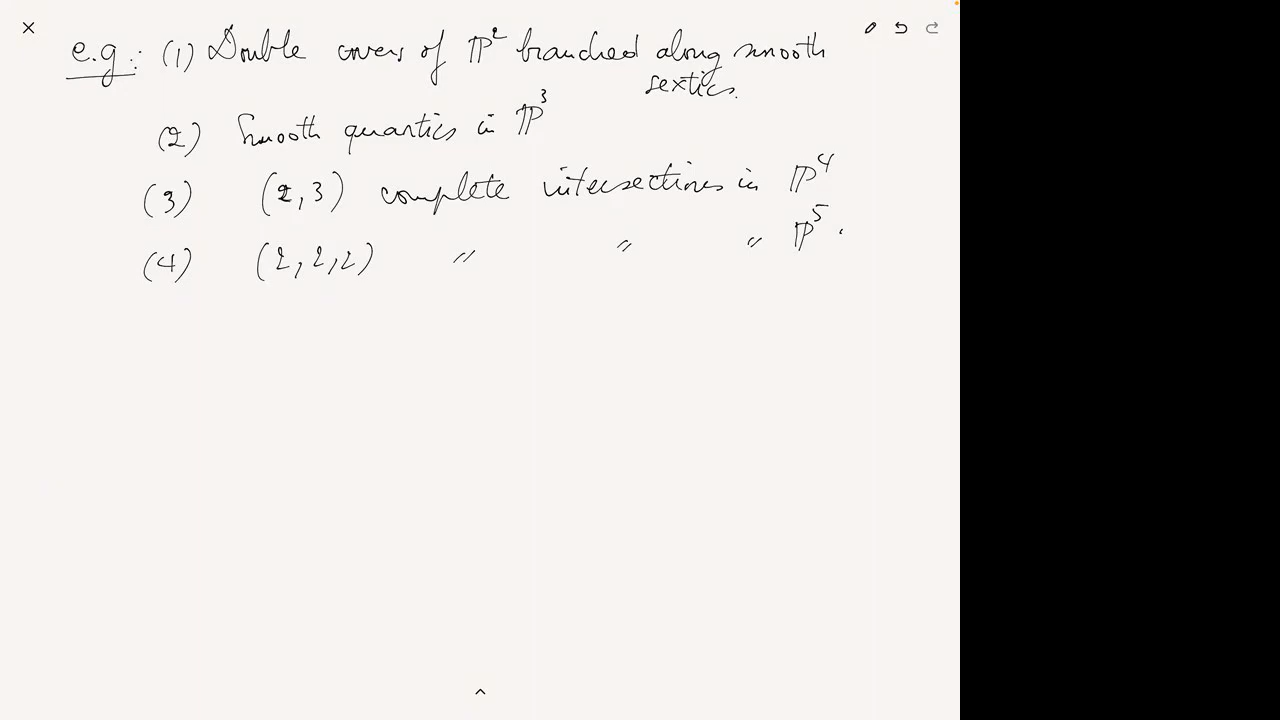 e.g.: (1) Double covers of ℙ² branched along smooth
sextics.
(2) Smooth quartics in ℙ³
(3) (2,3) complete intersections in ℙ⁴
(4) (2,2,2) " " " ℙ⁵.